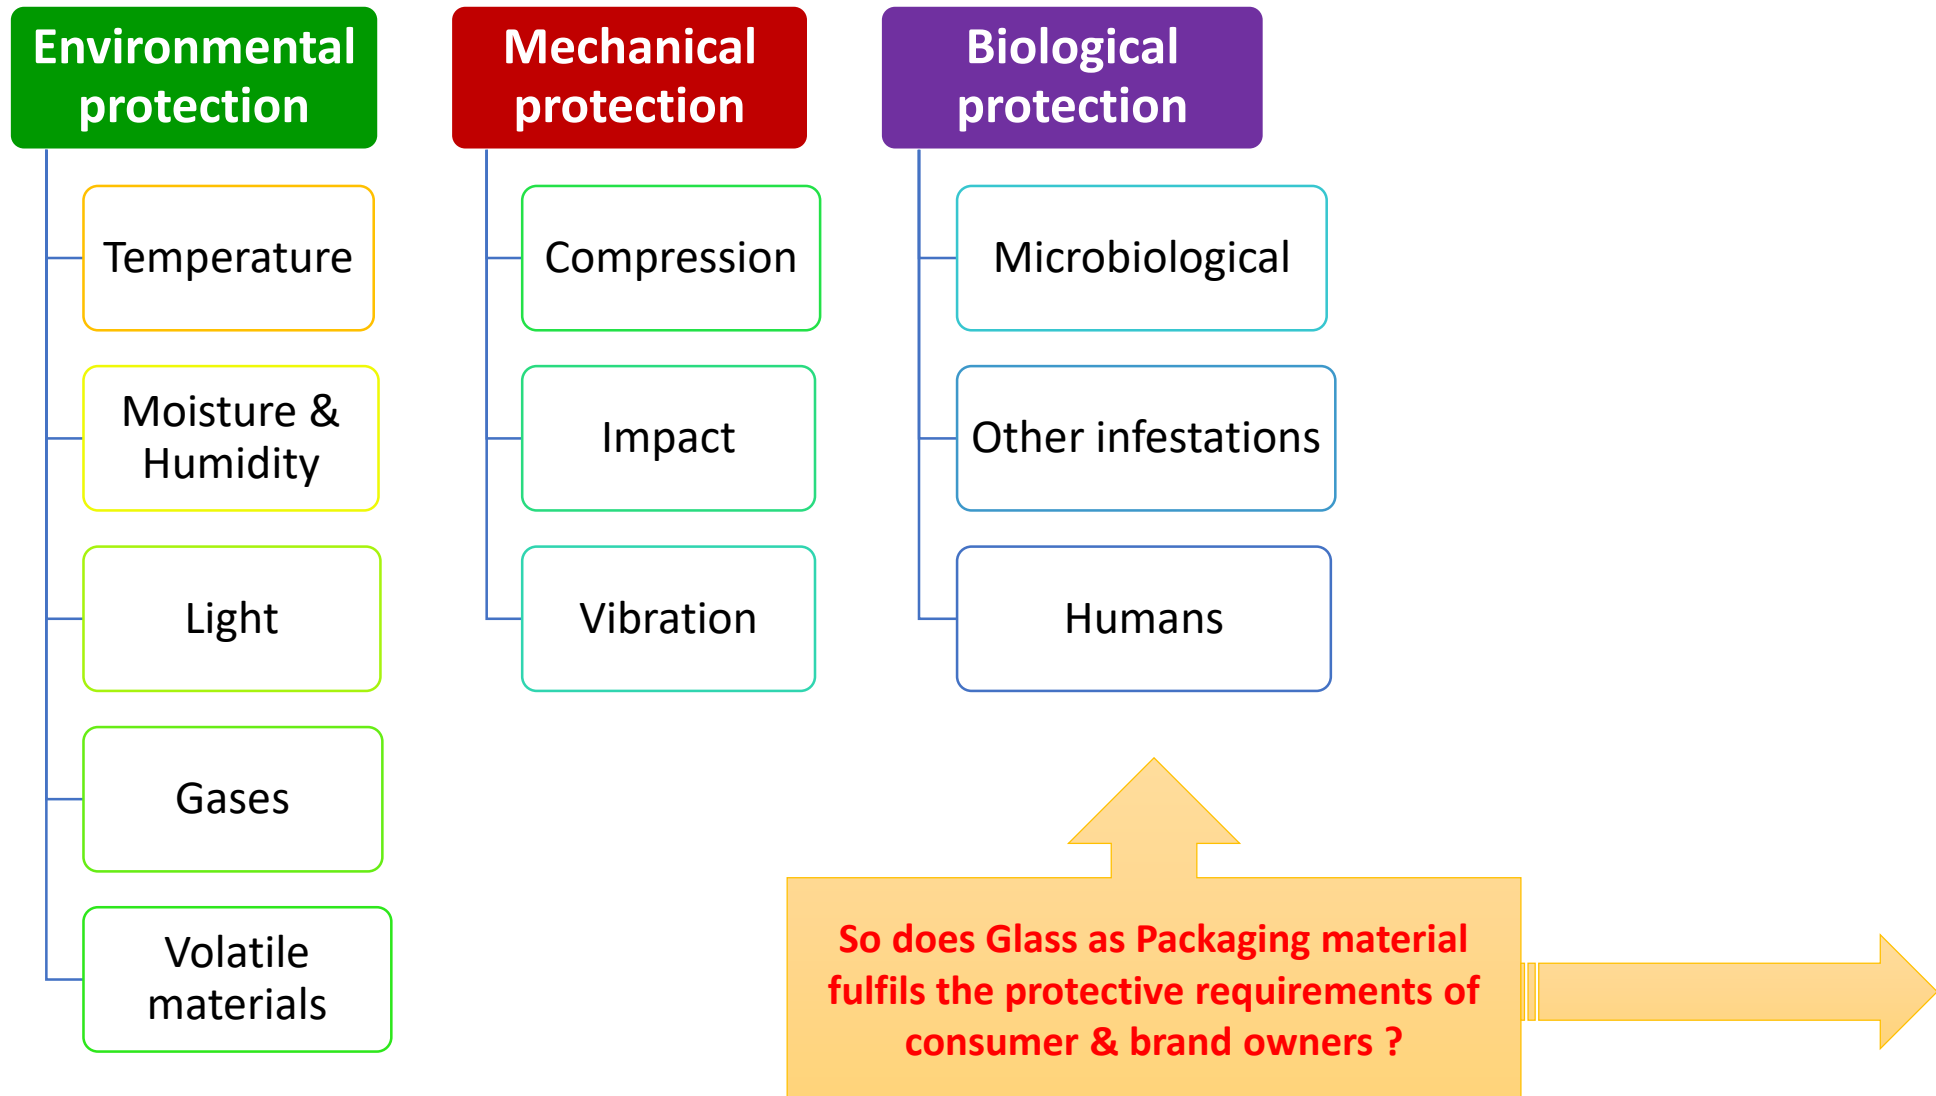 Environmental
protection
Temperature
Moisture &
Humidity
Light
Gases
Volatile
materials
Mechanical
protection
Compression
Impact
Vibration
Biological
protection
Microbiological
Other infestations
Humans
So does Glass as Packaging material
fulfils the protective requirements of
consumer & brand owners ?